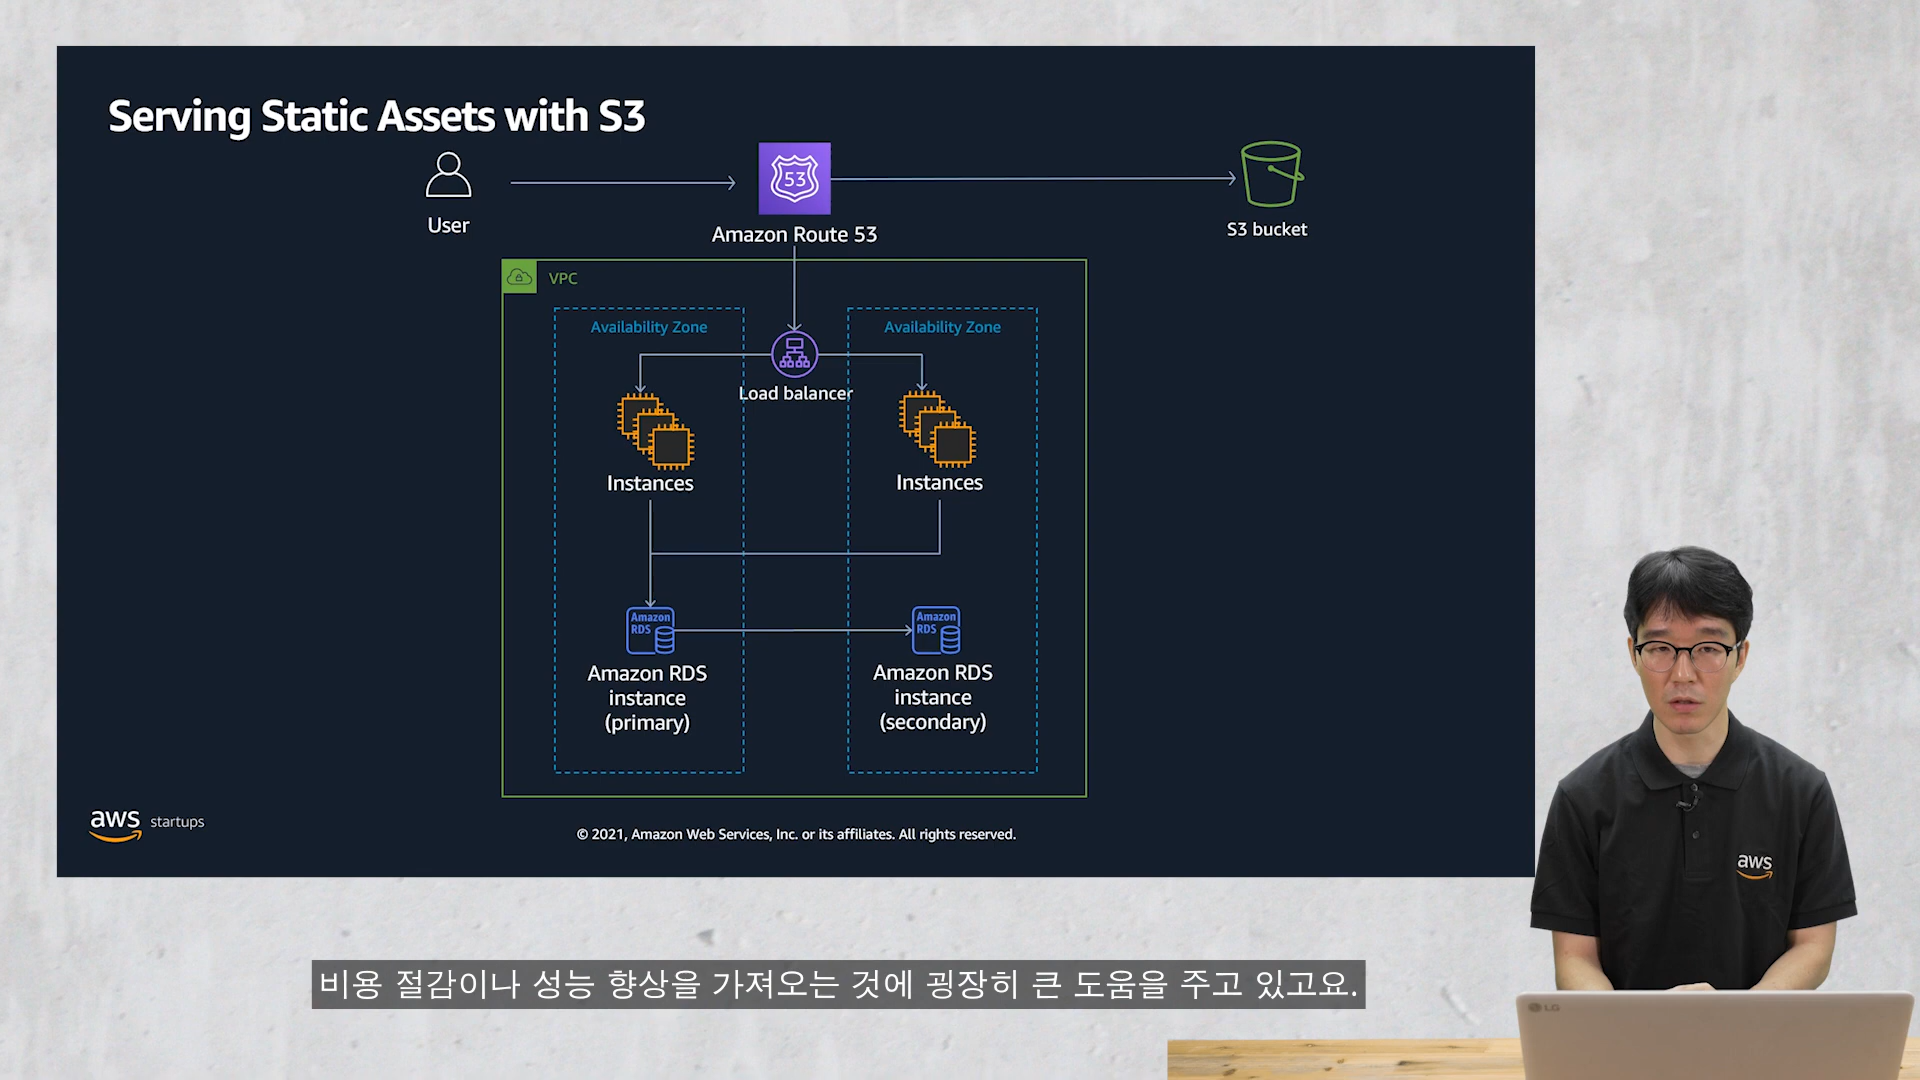 Serving Static Assets with S3
53
User
Amazon Route 53
S3 bucket
VPC
Availability Zone
Availability Zone
Load balancer
Instances
Instances
Amazon
RDS
Amazon
RDS
Amazon RDS
instance
(primary)
Amazon RDS
instance
(secondary)
aws startups
© 2021, Amazon Web Services, Inc. or its affiliates. All rights reserved.
aws
LG
비용 절감이나 성능 향상을 가져오는 것에 굉장히 큰 도움을 주고 있고요.